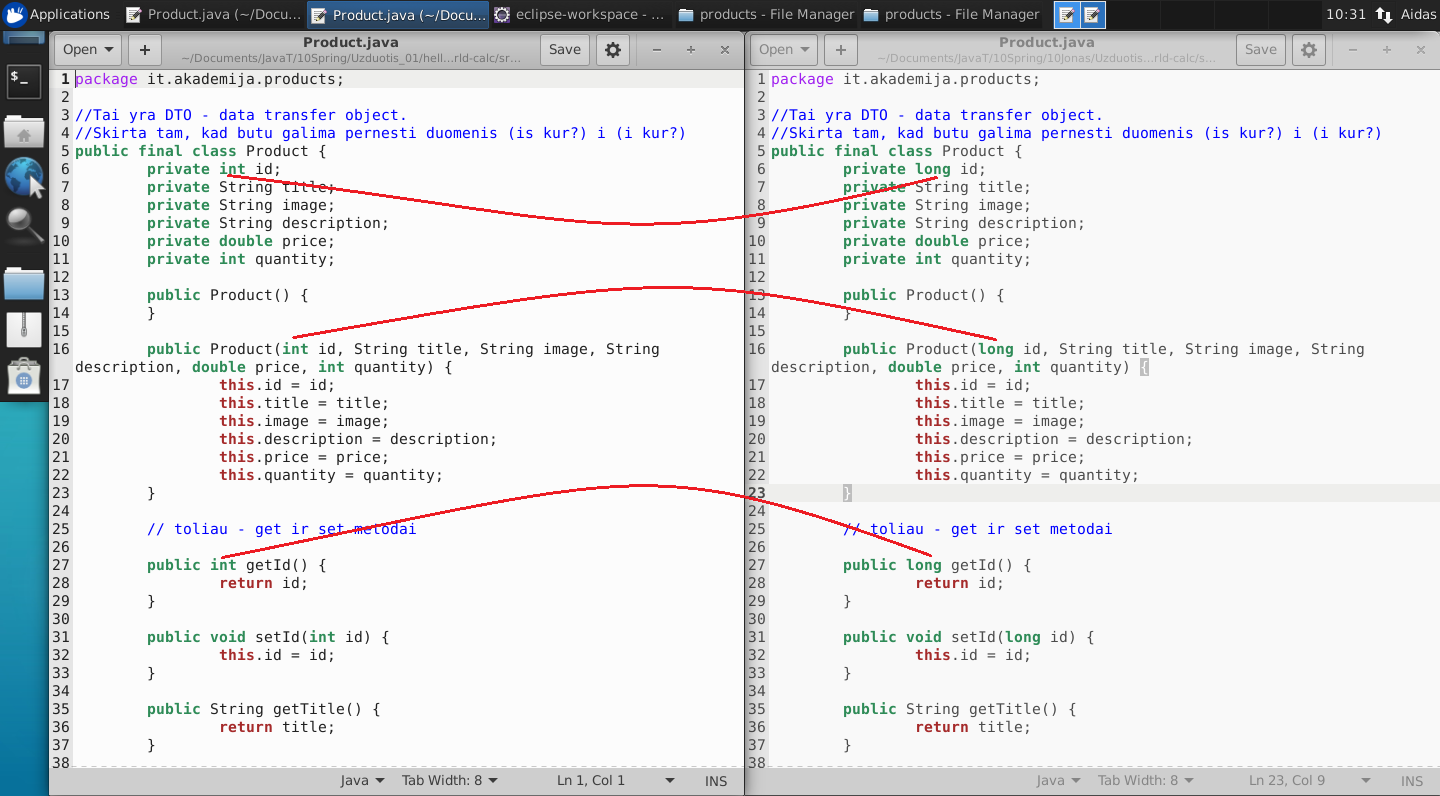 Applications Product.java (~/Docu... Product.java (~/Docu... eclipse-workspace - ... products - File Manager products - File Manager 10:31 Aidas
Open Product.java Save
~/Documents/JavaT/10Spring/Uzduotis_01/hell...rld-calc/sr...
1 package it.akademija.products;
2
3 //Tai yra DTO - data transfer object.
4 //Skirta tam, kad butu galima pernesti duomenis (is kur?) i (i kur?)
5 public final class Product {
6 private int id;
7 private String title;
8 private String image;
9 private String description;
10 private double price;
11 private int quantity;
12
13 public Product() {
14 }
15
16 public Product(int id, String title, String image, String
description, double price, int quantity) {
17 this.id = id;
18 this.title = title;
19 this.image = image;
20 this.description = description;
21 this.price = price;
22 this.quantity = quantity;
23 }
24
25 // toliau - get ir set metodai
26
27 public int getId() {
28 return id;
29 }
30
31 public void setId(int id) {
32 this.id = id;
33 }
34
35 public String getTitle() {
36 return title;
37 }
38
Java Tab Width: 8 Ln 1, Col 1 INS
Open Product.java Save
~/Documents/JavaT/10Spring/10Jonas/Uzduotis...rld-calc/s...
1 package it.akademija.products;
2
3 //Tai yra DTO - data transfer object.
4 //Skirta tam, kad butu galima pernesti duomenis (is kur?) i (i kur?)
5 public final class Product {
6 private long id;
7 private String title;
8 private String image;
9 private String description;
10 private double price;
11 private int quantity;
12
13 public Product() {
14 }
15
16 public Product(long id, String title, String image, String
description, double price, int quantity) {
17 this.id = id;
18 this.title = title;
19 this.image = image;
20 this.description = description;
21 this.price = price;
22 this.quantity = quantity;
23 }
24
25 // toliau - get ir set metodai
26
27 public long getId() {
28 return id;
29 }
30
31 public void setId(long id) {
32 this.id = id;
33 }
34
35 public String getTitle() {
36 return title;
37 }
38
Java Tab Width: 8 Ln 23, Col 9 INS